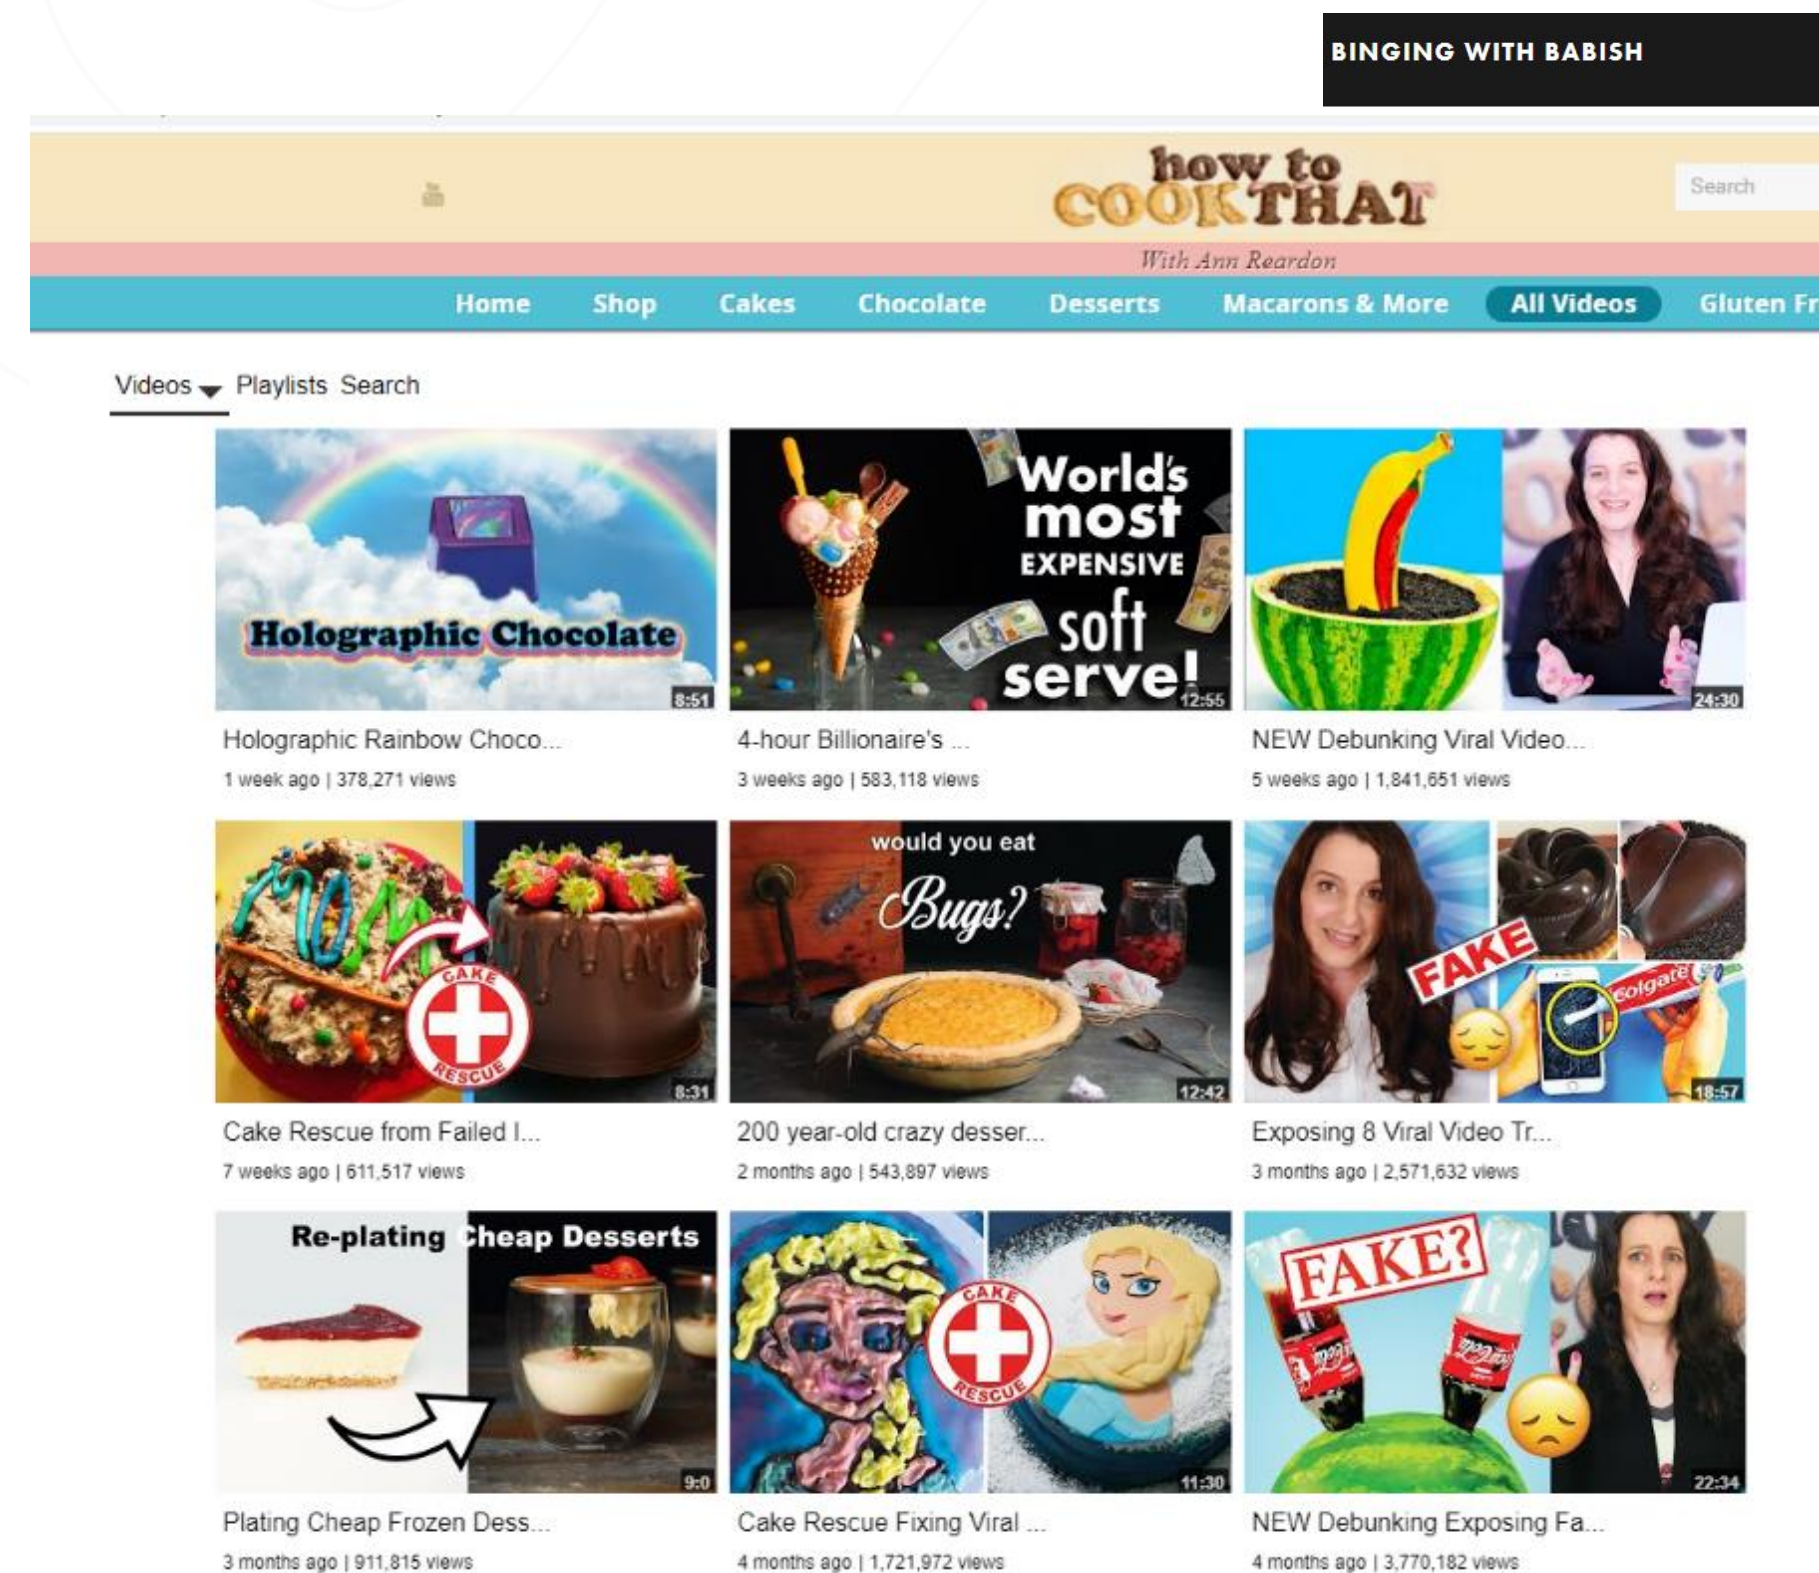 BINGING WITH BABISH
how to
COOK THAT
Search
With Ann Reardon
Home Shop Cakes Chocolate Desserts Macarons & More All Videos Gluten Fr
Videos Playlists Search
Holographic Chocolate
8:51
World's
most
EXPENSIVE
soft
serve!
12:55
24:30
Holographic Rainbow Choco... 4-hour Billionaire's ... NEW Debunking Viral Video...
1 week ago | 378,271 views 3 weeks ago | 583,118 views 5 weeks ago | 1,841,651 views
MOM
CAKE
RESCUE
8:31
would you eat
Bugs?
12:42
FAKE
Colgate
18:57
Cake Rescue from Failed I... 200 year-old crazy desser... Exposing 8 Viral Video Tr...
7 weeks ago | 611,517 views 2 months ago | 543,897 views 3 months ago | 2,571,632 views
Re-plating Cheap Desserts
9:0
CAKE
RESCUE
11:30
FAKE?
Coca-Cola
22:34
Plating Cheap Frozen Dess... Cake Rescue Fixing Viral ... NEW Debunking Exposing Fa...
3 months ago | 911,815 views 4 months ago | 1,721,972 views 4 months ago | 3,770,182 views